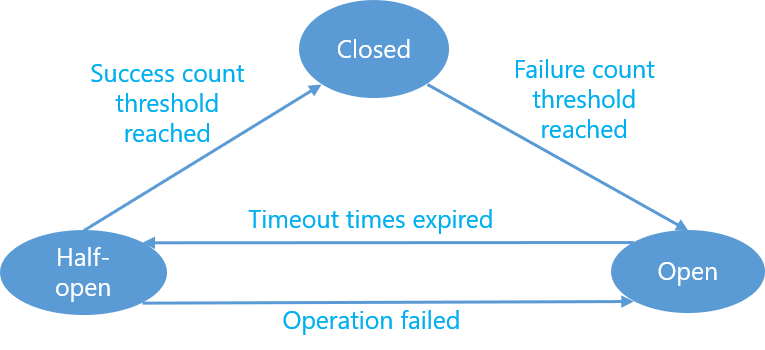 Closed
Success count
threshold
reached
Failure count
threshold
reached
Timeout times expired
Half-
open
Open
Operation failed